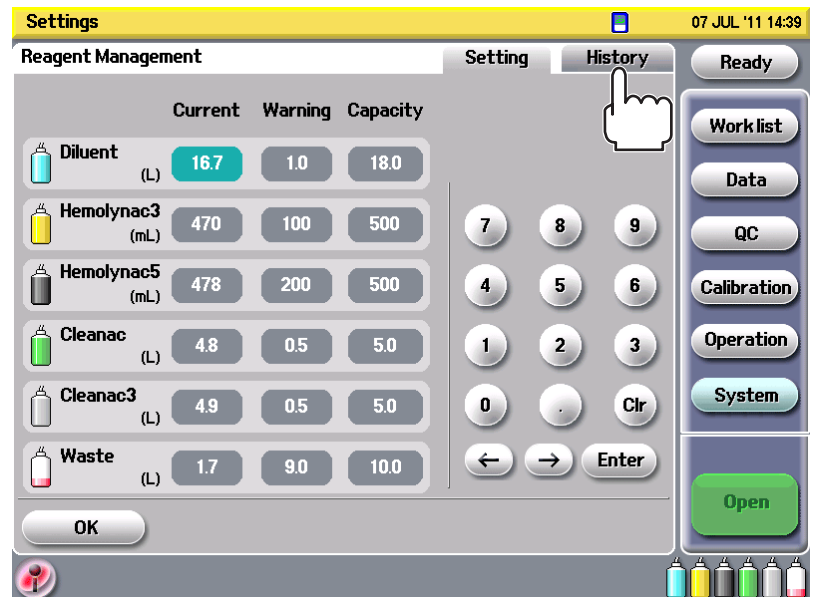 Settings 07 JUL '11 14:39
Reagent Management Setting History Ready
Current Warning Capacity
Diluent (L) 16.7 1.0 18.0
Hemolynac3 (mL) 470 100 500
Hemolynac5 (mL) 478 200 500
Cleanac (L) 4.8 0.5 5.0
Cleanac3 (L) 4.9 0.5 5.0
Waste (L) 1.7 9.0 10.0
7 8 9
4 5 6
1 2 3
0 . Clr
← → Enter
OK
Work list
Data
QC
Calibration
Operation
System
Open